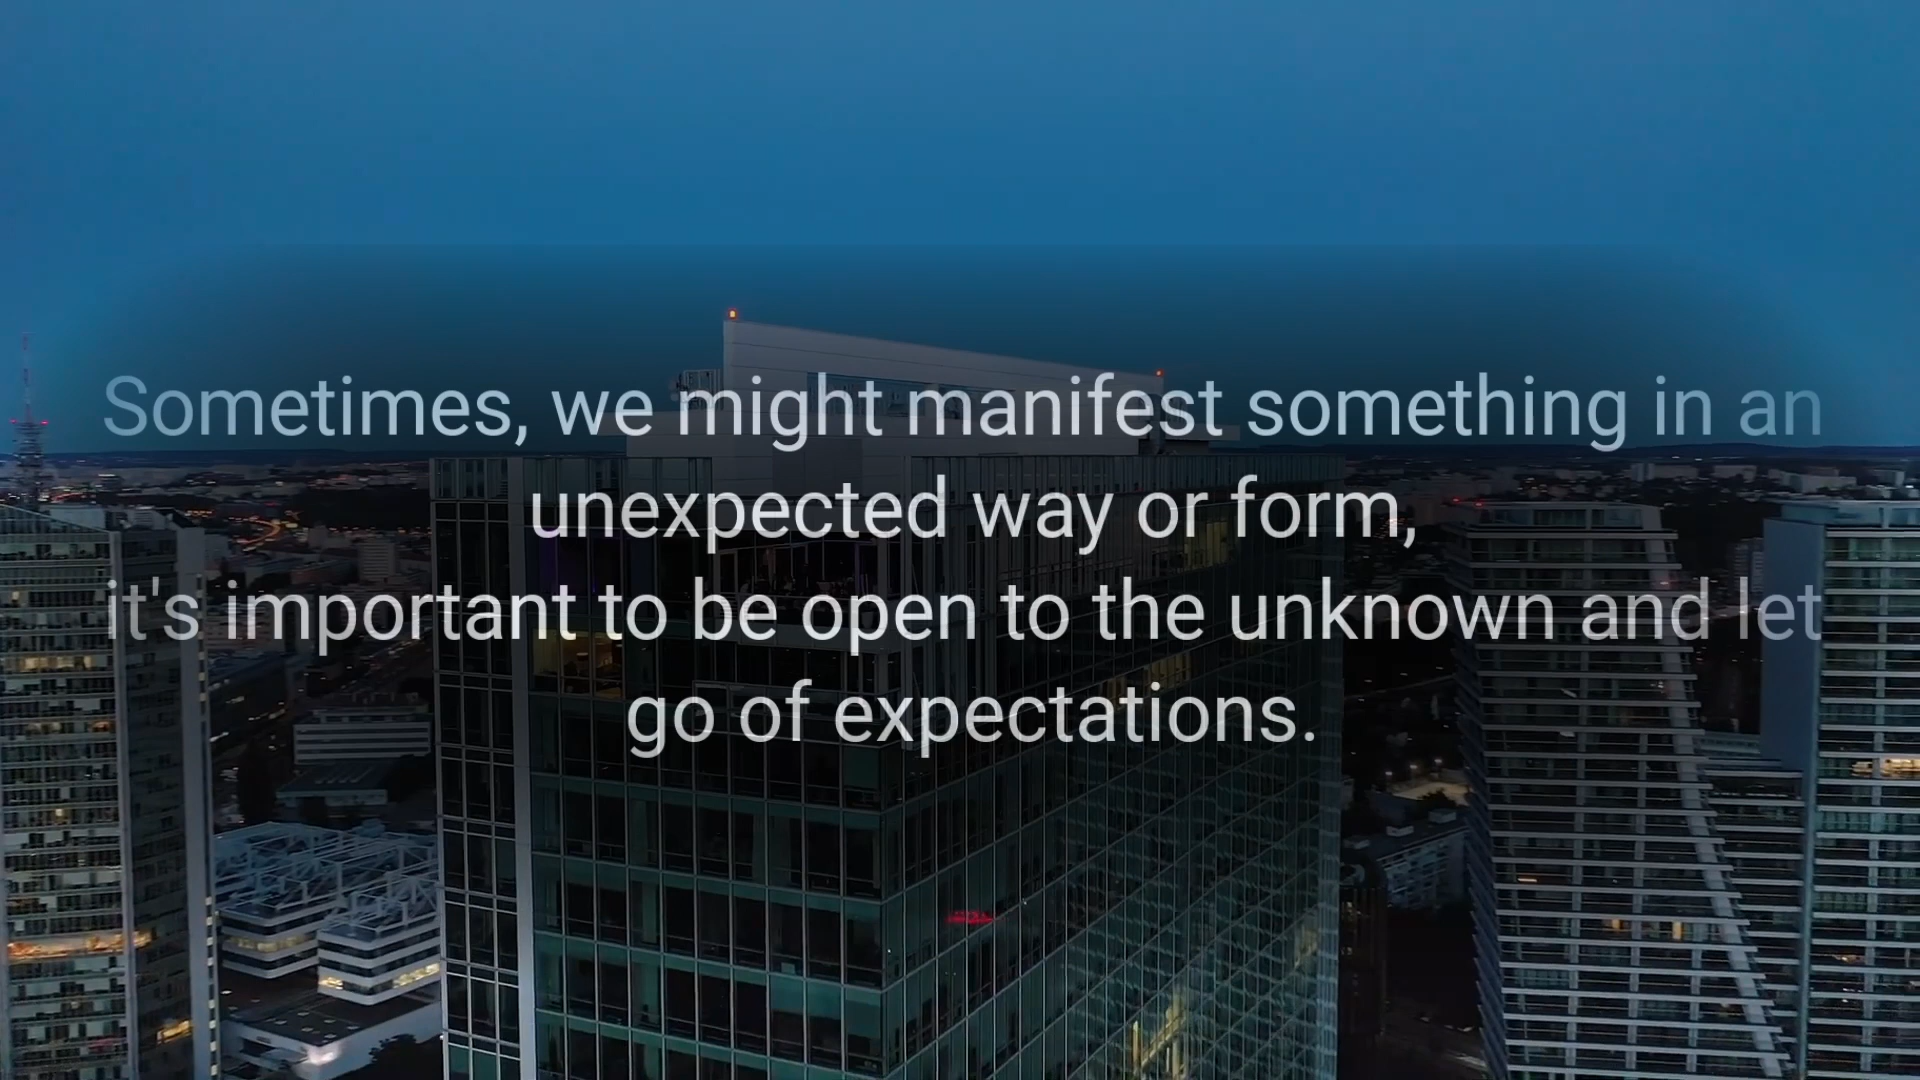 Sometimes, we might manifest something in an
unexpected way or form,
it's important to be open to the unknown and let
go of expectations.